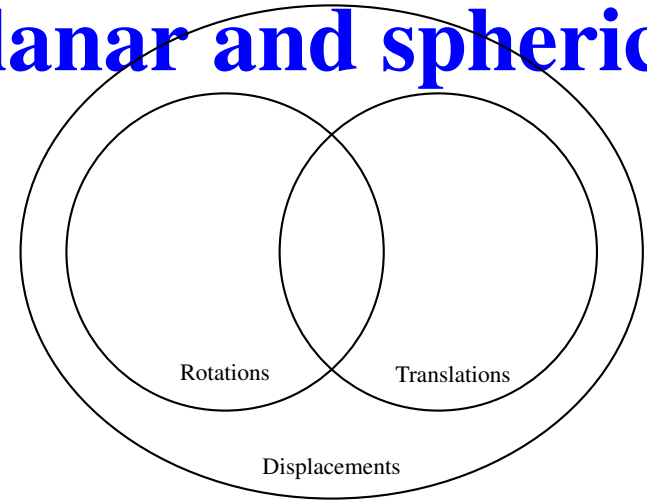 lanar and spheric
Rotations
Translations
Displacements